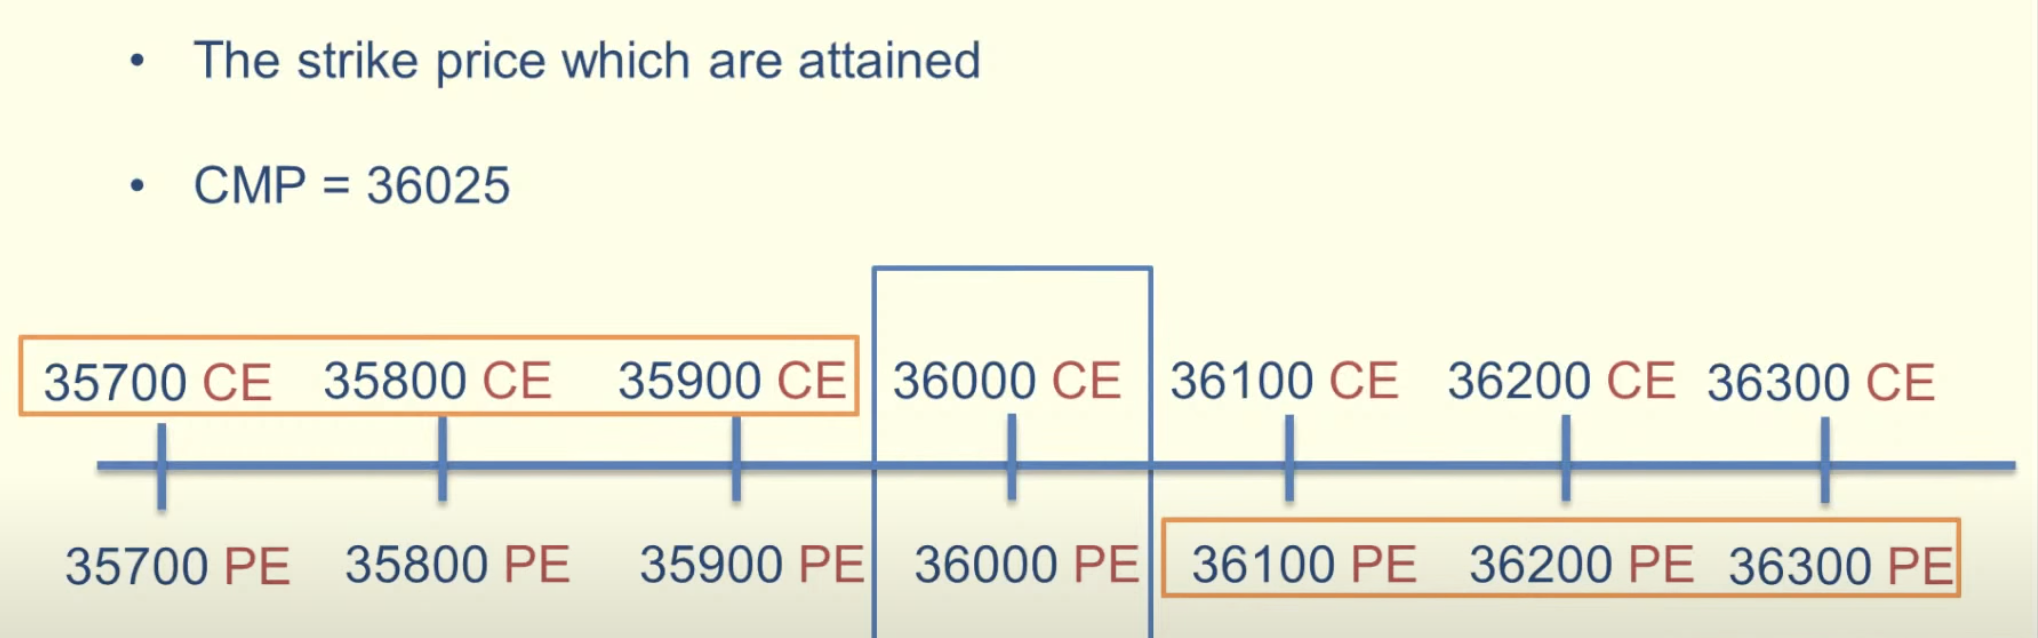 • The strike price which are attained
• CMP = 36025
35700 CE 35800 CE 35900 CE 36000 CE 36100 CE 36200 CE 36300 CE
35700 PE 35800 PE 35900 PE 36000 PE 36100 PE 36200 PE 36300 PE